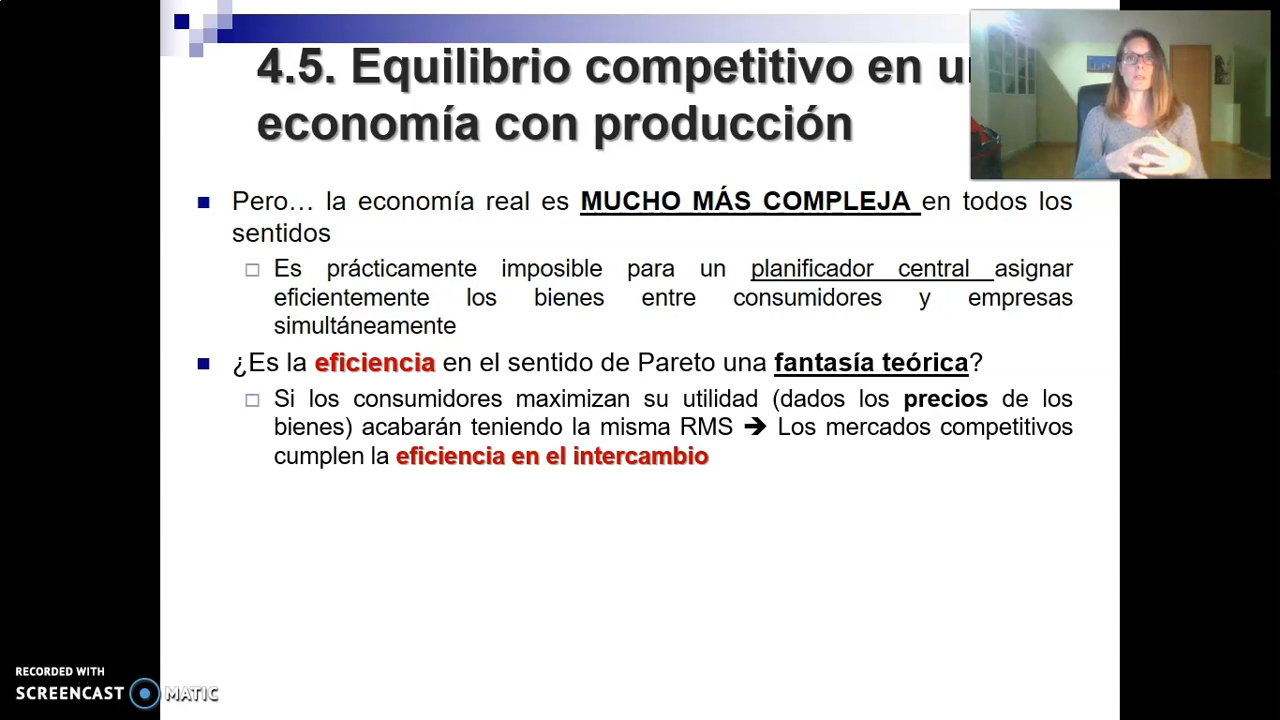 4.5. Equilibrio competitivo en
economía con producción
Pero… la economía real es MUCHO MÁS COMPLEJA en todos los
sentidos
Es prácticamente imposible para un planificador central asignar
eficientemente los bienes entre consumidores y empresas
simultáneamente
¿Es la eficiencia en el sentido de Pareto una fantasía teórica?
Si los consumidores maximizan su utilidad (dados los precios de los
bienes) acabarán teniendo la misma RMS ➔ Los mercados competitivos
cumplen la eficiencia en el intercambio
RECORDED WITH
SCREENCAST MATIC